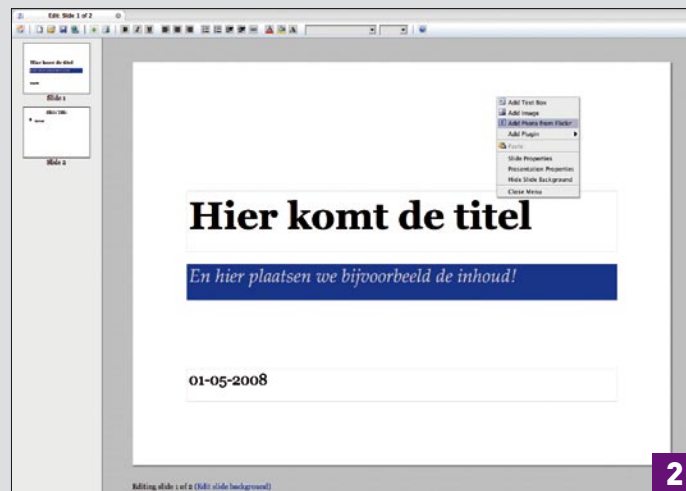 Edit: Slide 1 of 2
Hier komt de titel
Slide 1
Slide Title
Slide 2
Add Text Box
Add Image
Add Photo from Flickr
Add Plugin
Paste
Slide Properties
Presentation Properties
Hide Slide Background
Close Menu
Hier komt de titel
En hier plaatsen we bijvoorbeeld de inhoud!
01-05-2008
Editing slide 1 of 2 (Edit slide background)
2